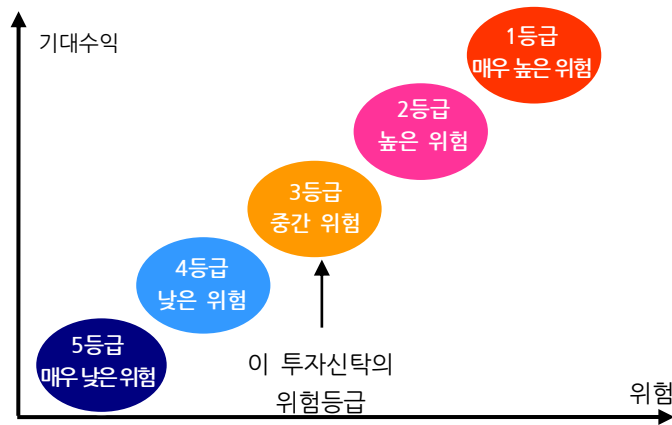 기대수익
1등급
매우 높은 위험
2등급
높은 위험
3등급
중간 위험
4등급
낮은 위험
5등급
매우 낮은 위험
이 투자신탁의
위험등급
위험